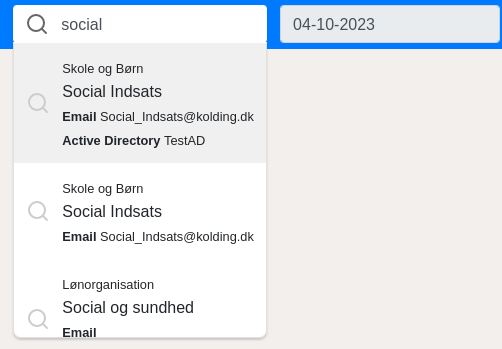 social
04-10-2023
Skole og Børn
Social Indsats
Email Social_Indsats@kolding.dk
Active Directory TestAD
Skole og Børn
Social Indsats
Email Social_Indsats@kolding.dk
Lønorganisation
Social og sundhed
Email